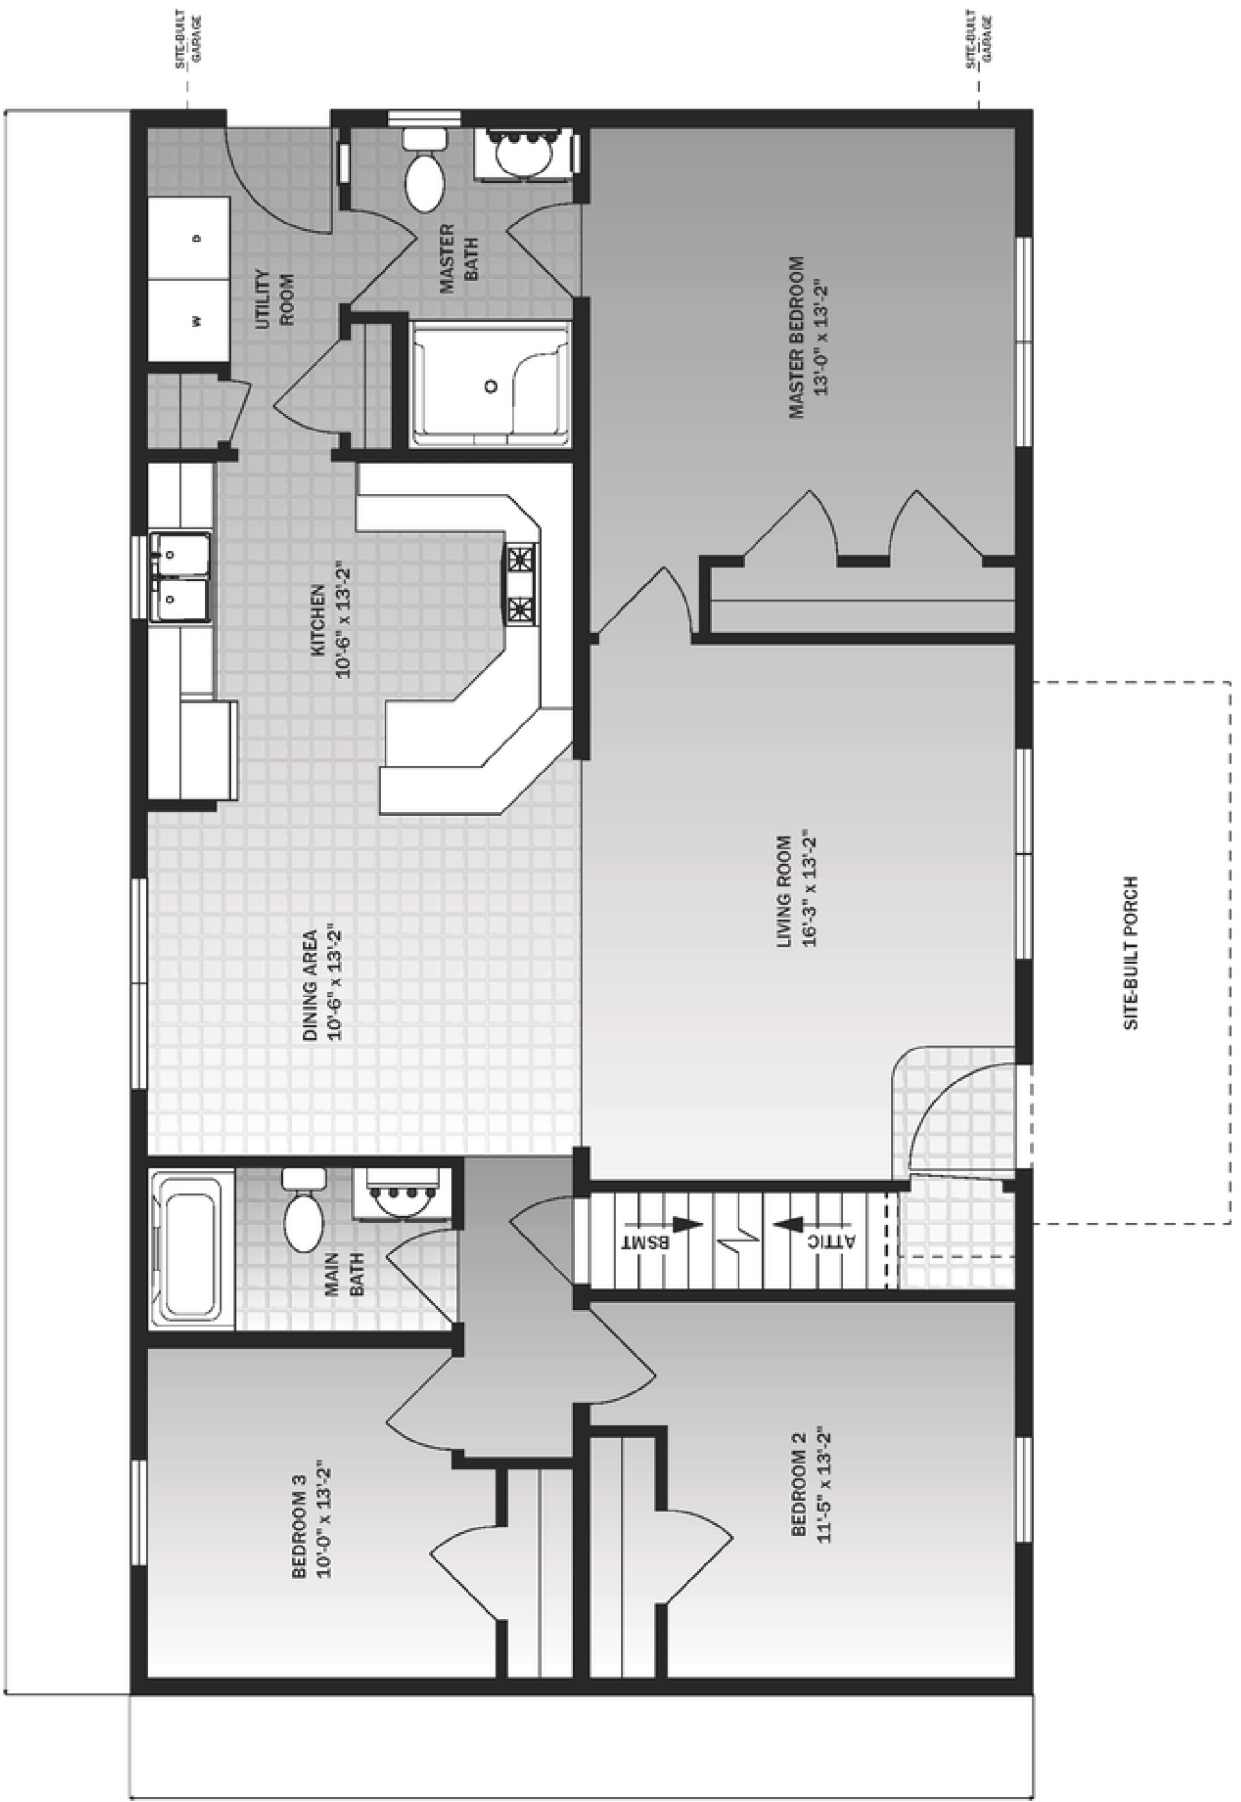 SITE-BUILT
GARAGE
SITE-BUILT
GARAGE
D
W
UTILITY
ROOM
MASTER
BATH
MASTER BEDROOM
13'-0" x 13'-2"
KITCHEN
10'-6" x 13'-2"
DINING AREA
10'-6" x 13'-2"
LIVING ROOM
16'-3" x 13'-2"
SITE-BUILT PORCH
MAIN
BATH
BSMT
ATTIC
BEDROOM 3
10'-0" x 13'-2"
BEDROOM 2
11'-5" x 13'-2"